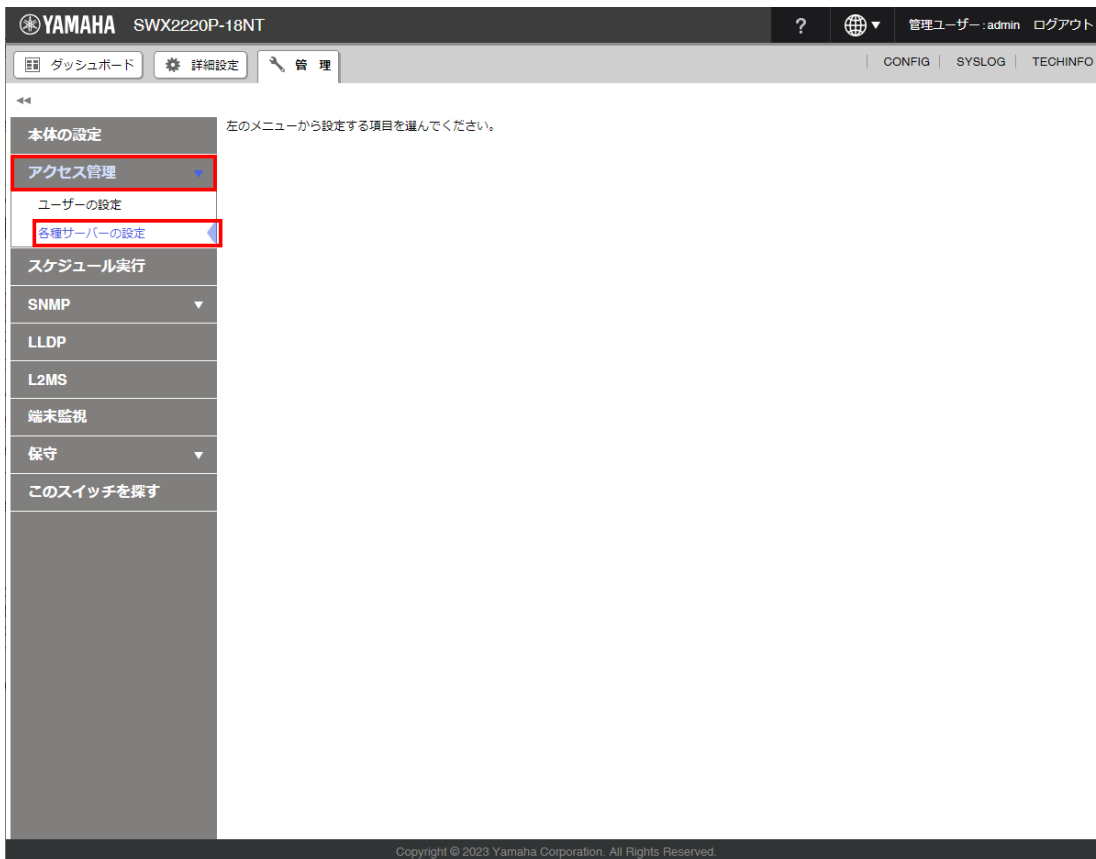 YAMAHA SWX2220P-18NT ? ▼ 管理ユーザー:admin ログアウト
ダッシュボード 詳細設定 管 理 CONFIG SYSLOG TECHINFO
◀◀
左のメニューから設定する項目を選んでください。
本体の設定
アクセス管理 ▼
ユーザーの設定
各種サーバーの設定
スケジュール実行
SNMP ▼
LLDP
L2MS
端末監視
保守 ▼
このスイッチを探す
Copyright © 2023 Yamaha Corporation. All Rights Reserved.